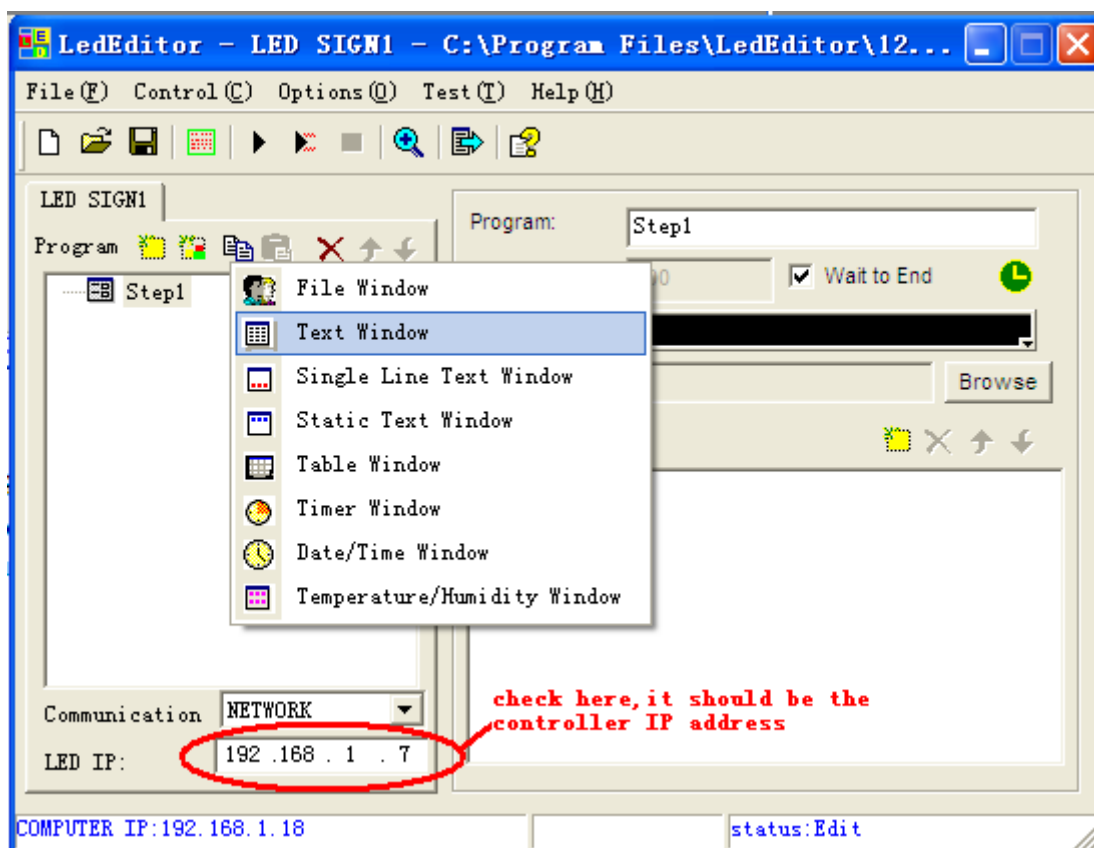 LedEditor - LED SIGN1 - C:\Program Files\LedEditor\12...
File(F) Control(C) Options(O) Test(T) Help(H)
LED SIGN1
Program
Step1
Program:
Step1
Wait to End
Browse
File Window
Text Window
Single Line Text Window
Static Text Window
Table Window
Timer Window
Date/Time Window
Temperature/Humidity Window
Communication NETWORK
LED IP: 192 .168 . 1 . 7
check here,it should be the
controller IP address
COMPUTER IP:192.168.1.18
status:Edit